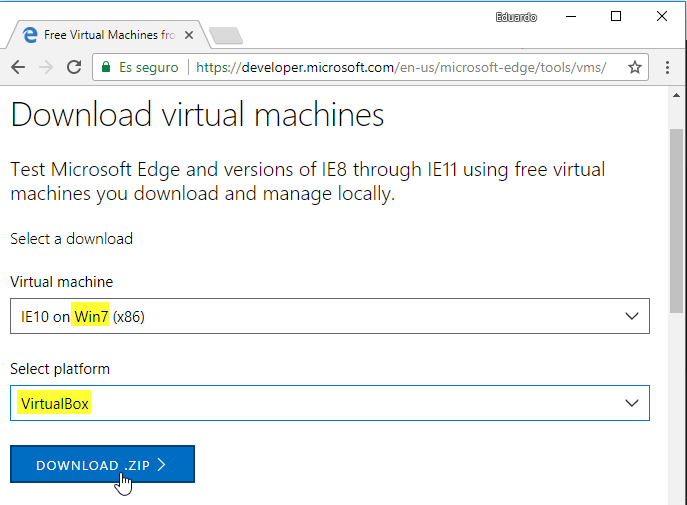 Eduardo
Free Virtual Machines fro
Es seguro | https://developer.microsoft.com/en-us/microsoft-edge/tools/vms/
Download virtual machines
Test Microsoft Edge and versions of IE8 through IE11 using free virtual
machines you download and manage locally.
Select a download
Virtual machine
IE10 on Win7 (x86)
Select platform
VirtualBox
DOWNLOAD .ZIP